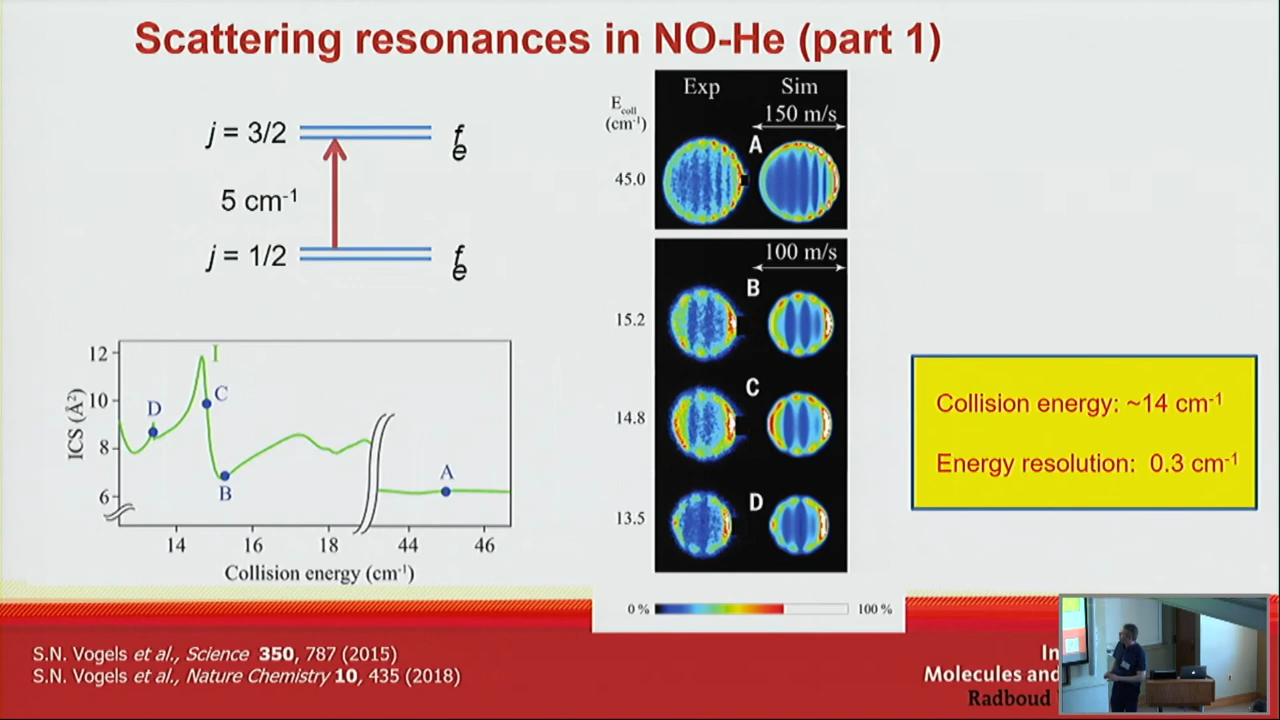 Scattering resonances in NO-He (part 1)
j = 3/2
f
e
5 cm-1
j = 1/2
f
e
12
10
8
6
ICS (Å2)
I
D
C
B
A
14
16
18
44
46
Collision energy (cm-1)
Ecoll
(cm-1)
Exp
Sim
150 m/s
A
45.0
100 m/s
B
15.2
C
14.8
D
13.5
0 %
100 %
Collision energy: ~14 cm-1
Energy resolution: 0.3 cm-1
S.N. Vogels et al., Science 350, 787 (2015)
S.N. Vogels et al., Nature Chemistry 10, 435 (2018)
Molecules and
Radboud